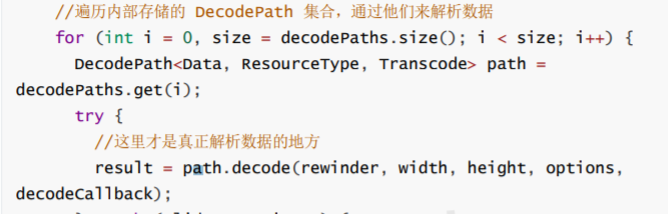 //遍历内部存储的 DecodePath 集合，通过他们来解析数据
for (int i = 0, size = decodePaths.size(); i < size; i++) {
DecodePath<Data, ResourceType, Transcode> path =
decodePaths.get(i);
try {
//这里才是真正解析数据的地方
result = path.decode(rewinder, width, height, options,
decodeCallback);